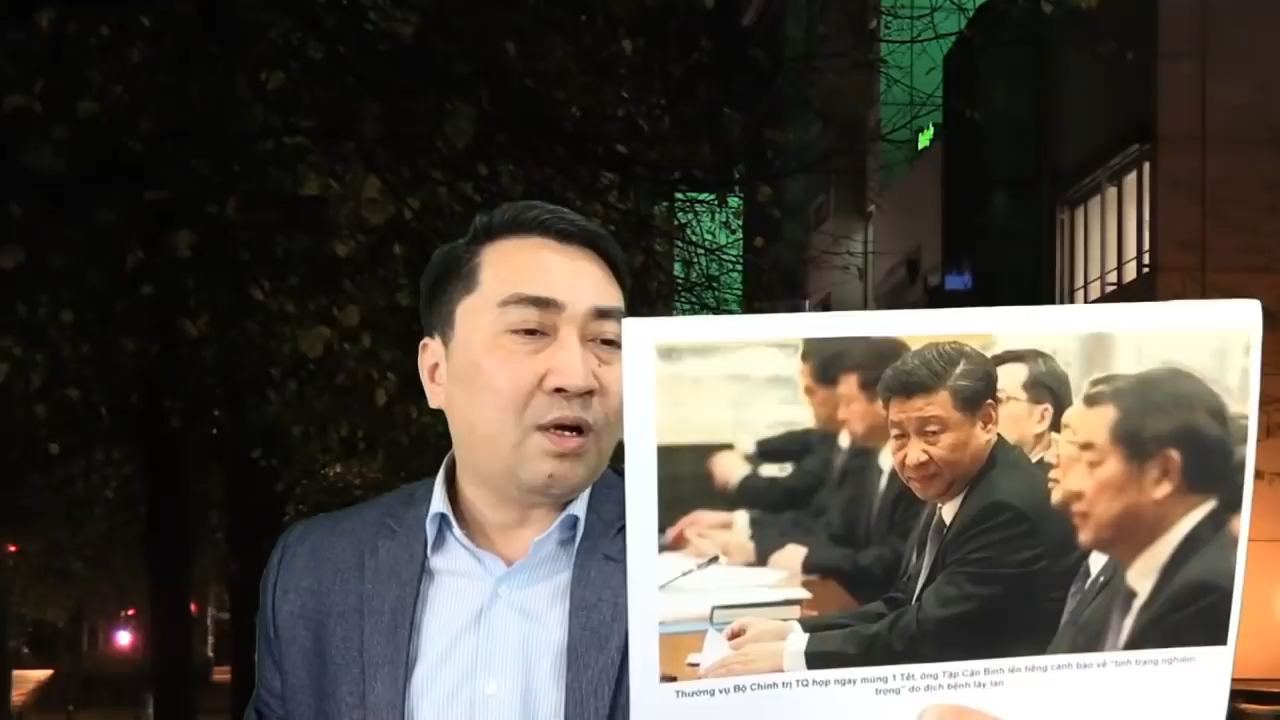 Thường vụ Bộ Chính trị TQ họp ngay mùng 1 Tết, ông Tập Cận Bình lên tiếng cảnh báo về "tình trạng nghiêm
trọng" do dịch bệnh lây lan